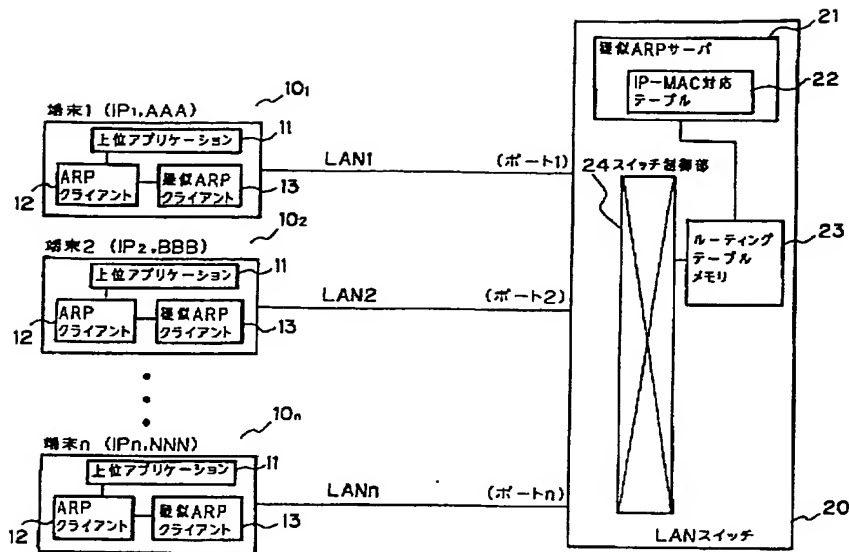 21
疑似ARPサーバ
IP-MAC対応
テーブル
22
端末1 (IP1,AAA)
101
上位アプリケーション
11
ARP
クライアント
12
疑似ARP
クライアント
13
LAN1
(ポート1)
24スイッチ制御部
端末2 (IP2,BBB)
102
上位アプリケーション
11
ARP
クライアント
12
疑似ARP
クライアント
13
LAN2
(ポート2)
ルーティング
テーブル
メモリ
23
端末n (IPn,NNN)
10n
上位アプリケーション
11
ARP
クライアント
12
疑似ARP
クライアント
13
LANn
(ポートn)
LANスイッチ
20